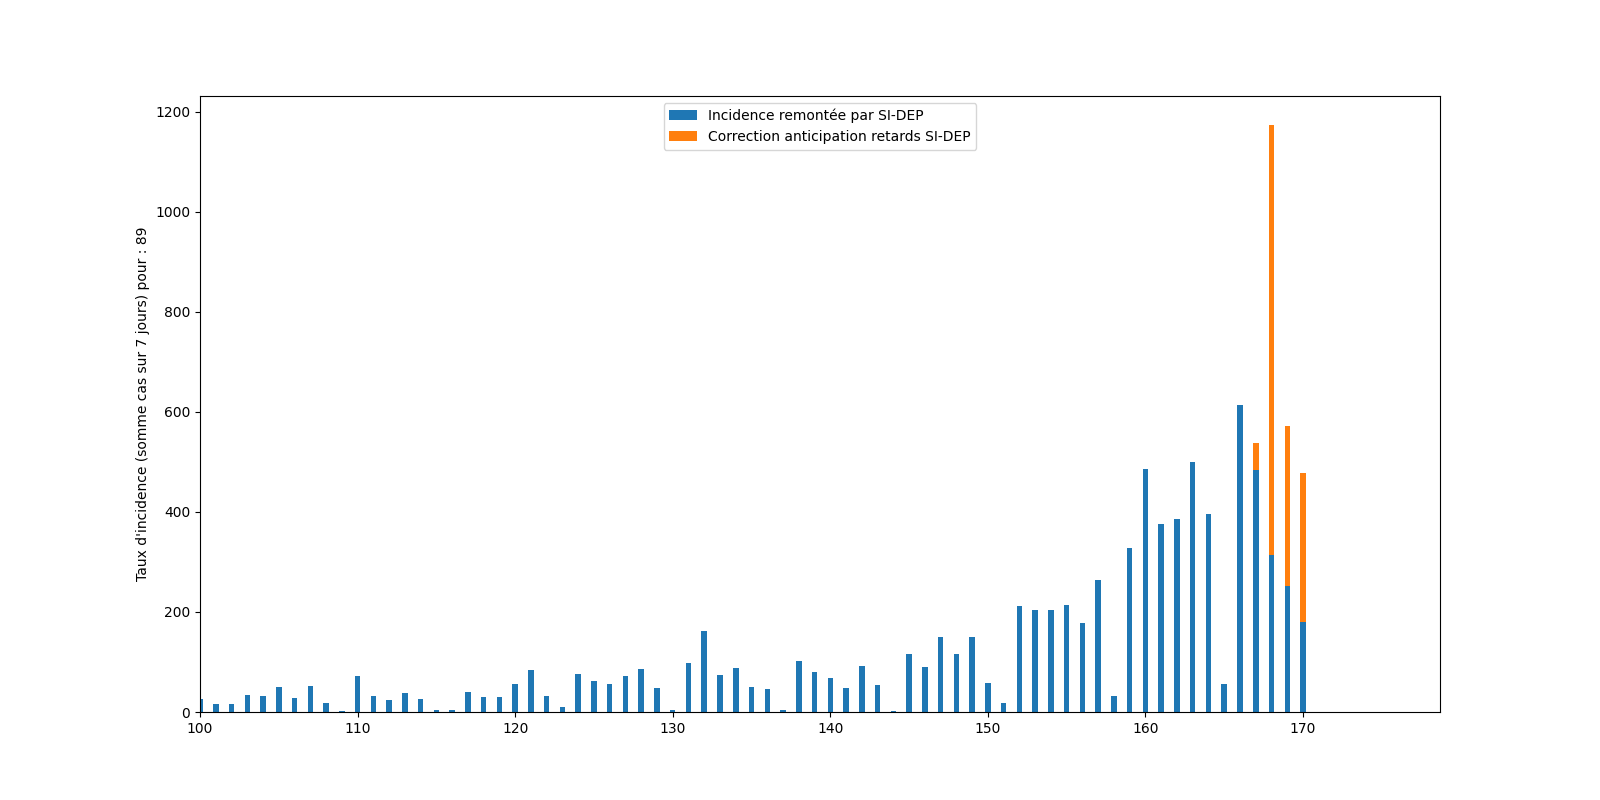 Incidence remontée par SI-DEP
Correction anticipation retards SI-DEP
Taux d'incidence (somme cas sur 7 jours) pour : 89
1200
1000
800
600
400
200
0
100 110 120 130 140 150 160 170